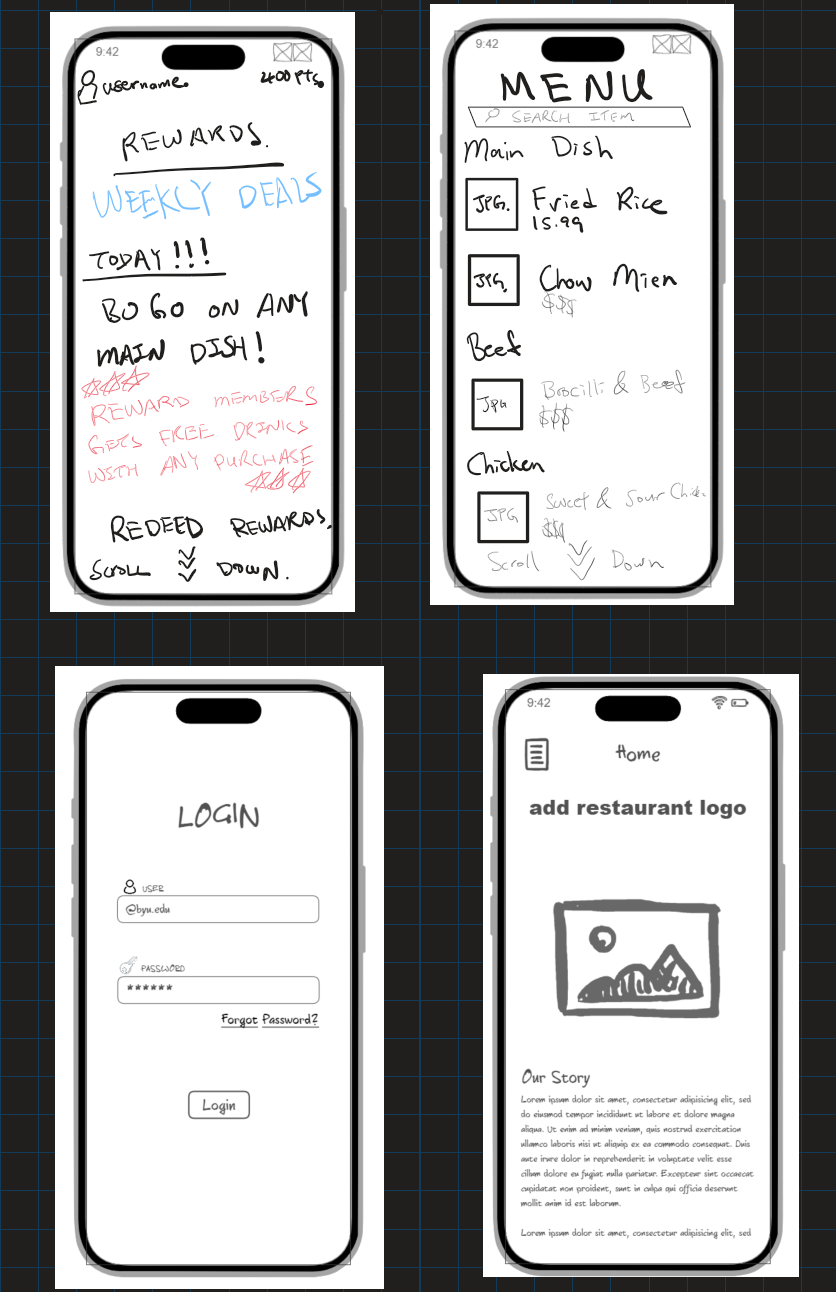 9:42
username.
400 Pts.
REWARDS.
WEEKLY DEALS
TODAY!!!
BOGO ON ANY
MAIN DISH!
REWARD MEMBERS
GETS FREE DRINKS
WITH ANY PURCHASE
REDEED REWARDS.
Scroll DOWN.
9:42
MENU
SEARCH ITEM
Main Dish
JPG.
Fried Rice
15.99
JPG.
Chow Mien
$$$
Beef
JPG
Brocilli & Beef
$$$
Chicken
JPG
Sweet & Sour Chicken
$$$
Scroll Down
LOGIN
USER
@byu.edu
PASSWORD
******
Forgot Password?
Login
9:42
Home
add restaurant logo
Our Story
Lorem ipsum dolor sit amet, consectetur adipisicing elit, sed
do eiusmod tempor incididunt ut labore et dolore magna
aliqua. Ut enim ad minim veniam, quis nostrud exercitation
ullamco laboris nisi ut aliquip ex ea commodo consequat. Duis
aute irure dolor in reprehenderit in voluptate velit esse
cillum dolore eu fugiat nulla pariatur. Excepteur sint occaecat
cupidatat non proident, sunt in culpa qui officia deserunt
mollit anim id est laborum.
Lorem ipsum dolor sit amet, consectetur adipisicing elit, sed